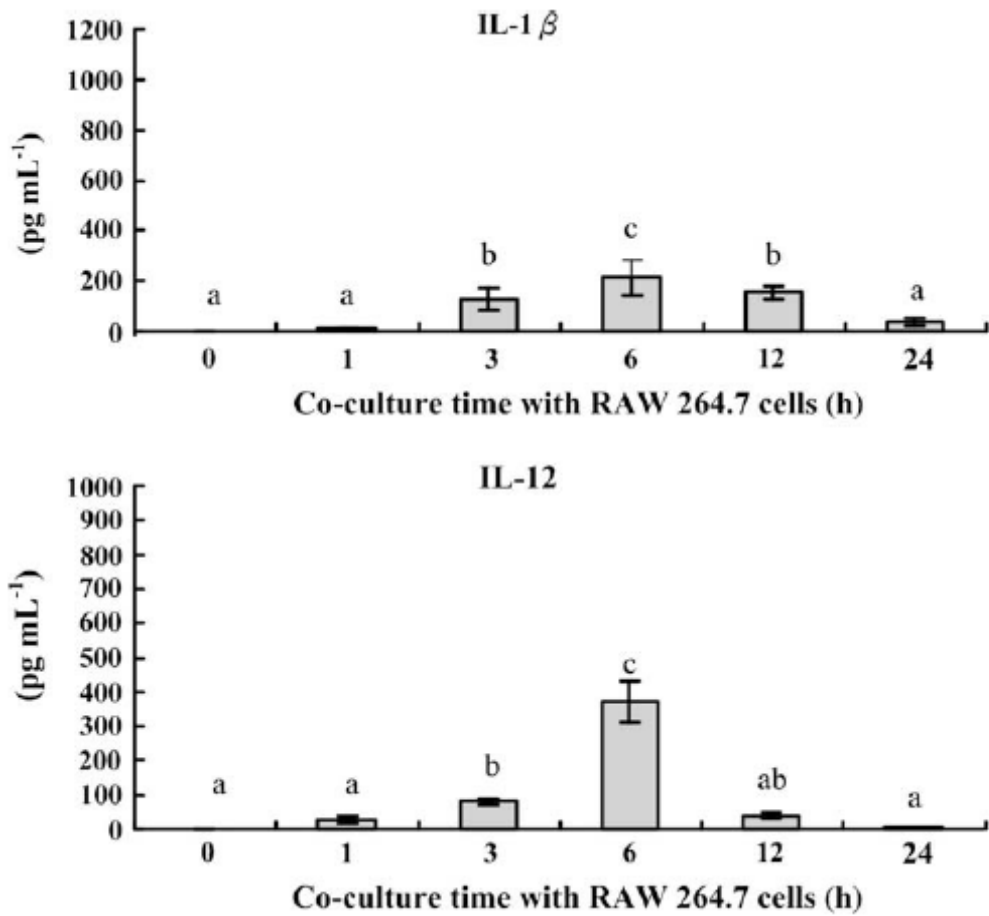 IL-1 β
1200
1000
800
600
400
200
0
(pg mL⁻¹)
a a b c b a
0 1 3 6 12 24
Co-culture time with RAW 264.7 cells (h)
IL-12
1000
900
800
700
600
500
400
300
200
100
0
(pg mL⁻¹)
a a b c ab a
0 1 3 6 12 24
Co-culture time with RAW 264.7 cells (h)